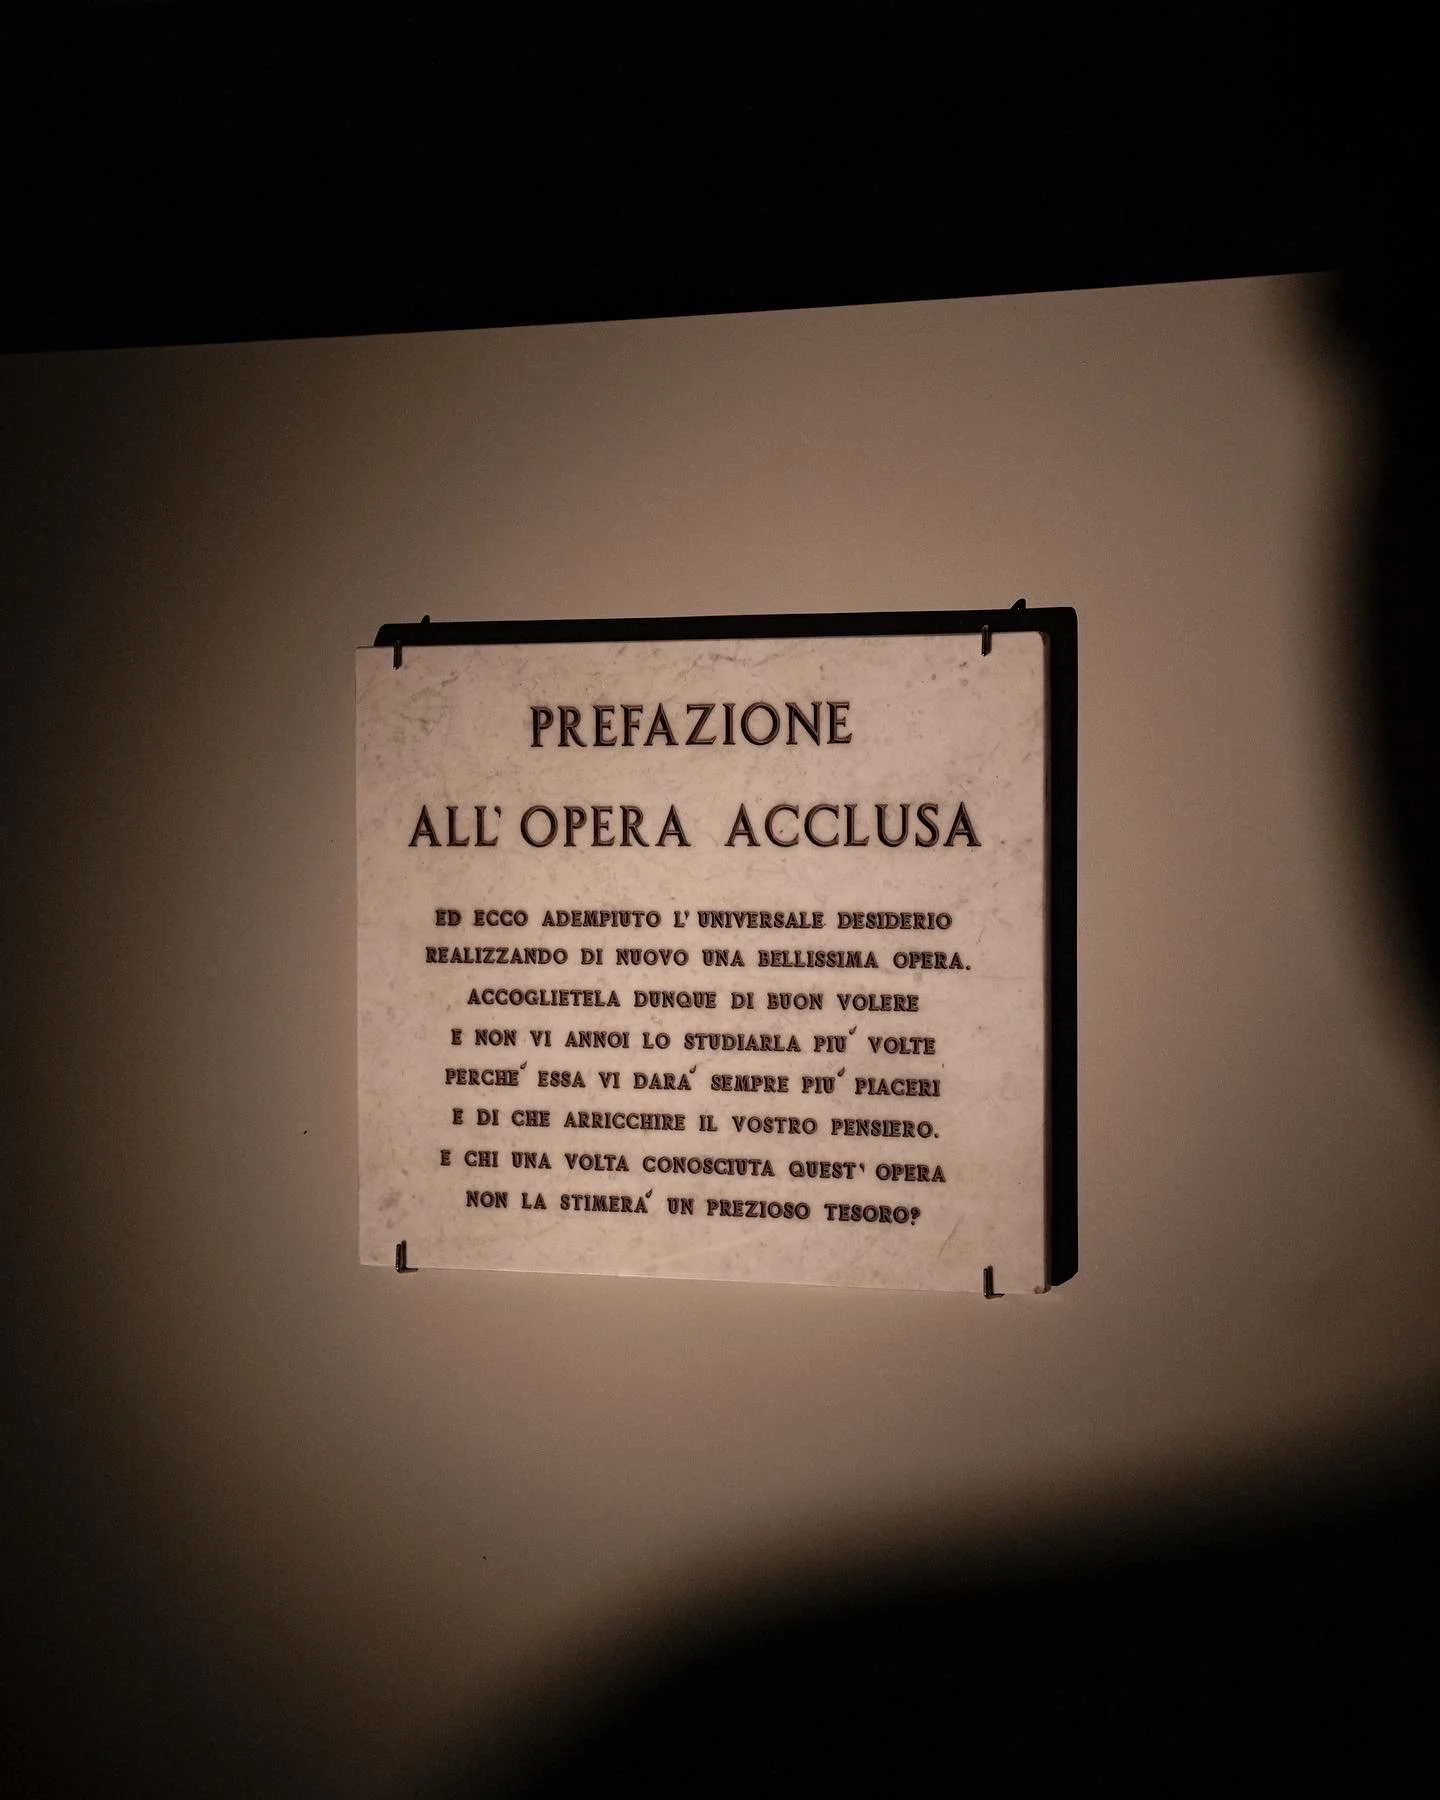 PREFAZIONE
ALL' OPERA ACCLUSA
ED ECCO ADEMPIUTO L' UNIVERSALE DESIDERIO
REALIZZANDO DI NUOVO UNA BELLISSIMA OPERA.
ACCOGLIETELA DUNQUE DI BUON VOLERE
E NON VI ANNOI LO STUDIARLA PIU´ VOLTE
PERCHE´ ESSA VI DARA´ SEMPRE PIU´ PIACERI
E DI CHE ARRICCHIRE IL VOSTRO PENSIERO.
E CHI UNA VOLTA CONOSCIUTA QUEST' OPERA
NON LA STIMERA´ UN PREZIOSO TESORO?